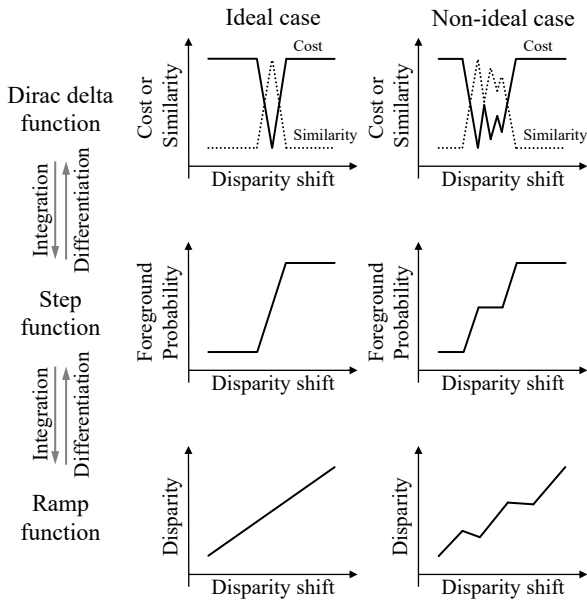 Ideal case
Non-ideal case
Dirac delta
function
Cost or
Similarity
Cost
Similarity
Disparity shift
Cost or
Similarity
Cost
Similarity
Disparity shift
Integration
Differentiation
Step
function
Foreground
Probability
Disparity shift
Foreground
Probability
Disparity shift
Integration
Differentiation
Ramp
function
Disparity
Disparity shift
Disparity
Disparity shift